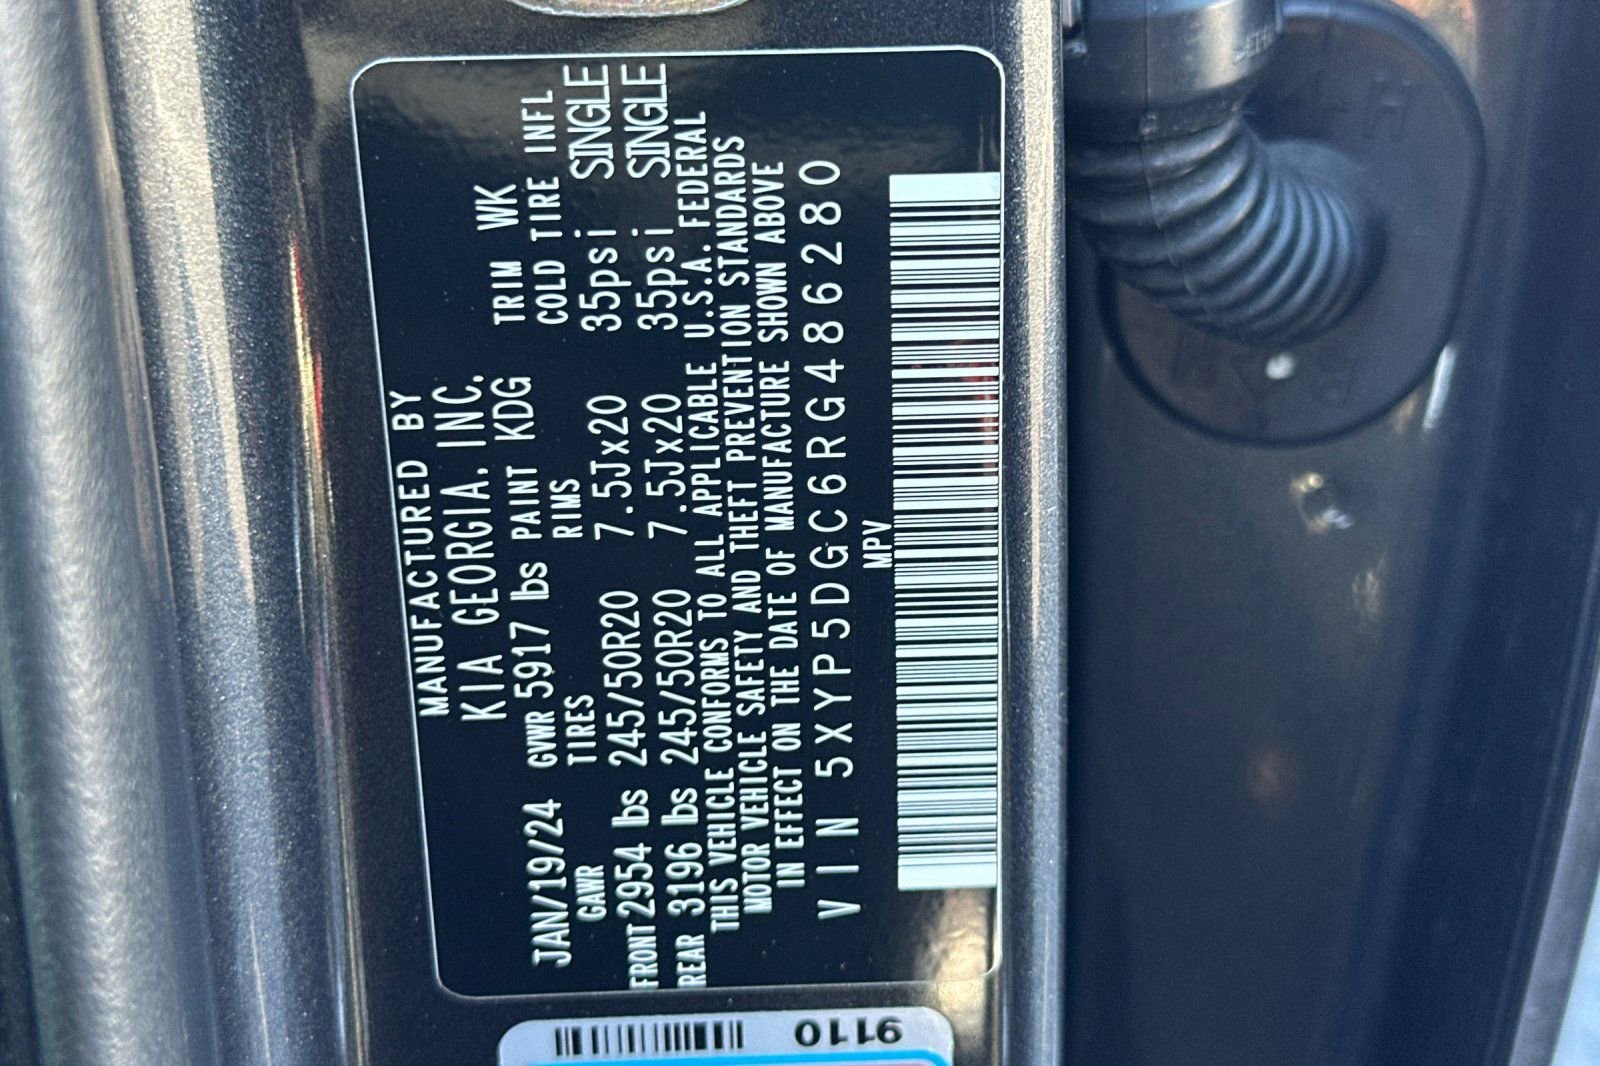 MANUFACTURED BY
KIA GEORGIA, INC.
JAN/19/24 GVWR 5917 lbs PAINT KDG TRIM WK
GAWR TIRES RIMS COLD TIRE INFL
FRONT 2954 lbs 245/50R20 7.5Jx20 35psi SINGLE
REAR 3196 lbs 245/50R20 7.5Jx20 35psi SINGLE
THIS VEHICLE CONFORMS TO ALL APPLICABLE U.S.A. FEDERAL
MOTOR VEHICLE SAFETY AND THEFT PREVENTION STANDARDS
IN EFFECT ON THE DATE OF MANUFACTURE SHOWN ABOVE
VIN 5XYP5DGC6RG486280
MPV
9110